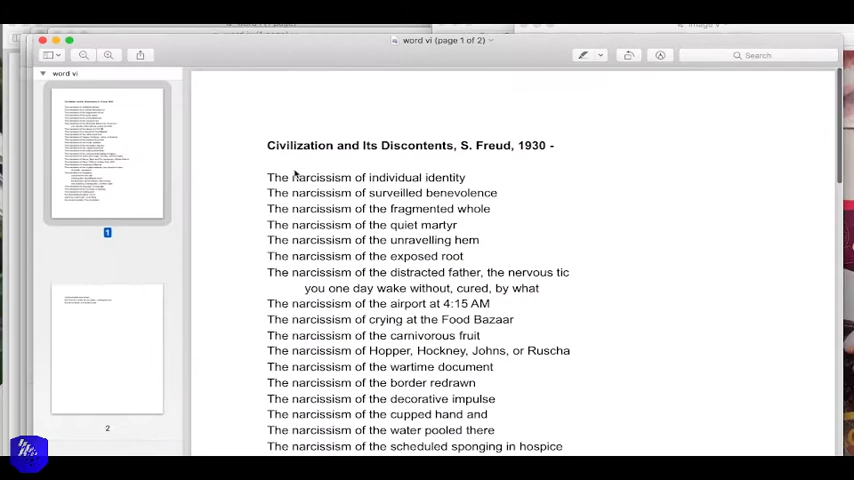 word vi (page 1 of 2)
Search
word vi
1
2
Civilization and Its Discontents, S. Freud, 1930 -
The narcissism of individual identity
The narcissism of surveilled benevolence
The narcissism of the fragmented whole
The narcissism of the quiet martyr
The narcissism of the unravelling hem
The narcissism of the exposed root
The narcissism of the distracted father, the nervous tic
you one day wake without, cured, by what
The narcissism of the airport at 4:15 AM
The narcissism of crying at the Food Bazaar
The narcissism of the carnivorous fruit
The narcissism of Hopper, Hockney, Johns, or Ruscha
The narcissism of the wartime document
The narcissism of the border redrawn
The narcissism of the decorative impulse
The narcissism of the cupped hand and
The narcissism of the water pooled there
The narcissism of the scheduled sponging in hospice